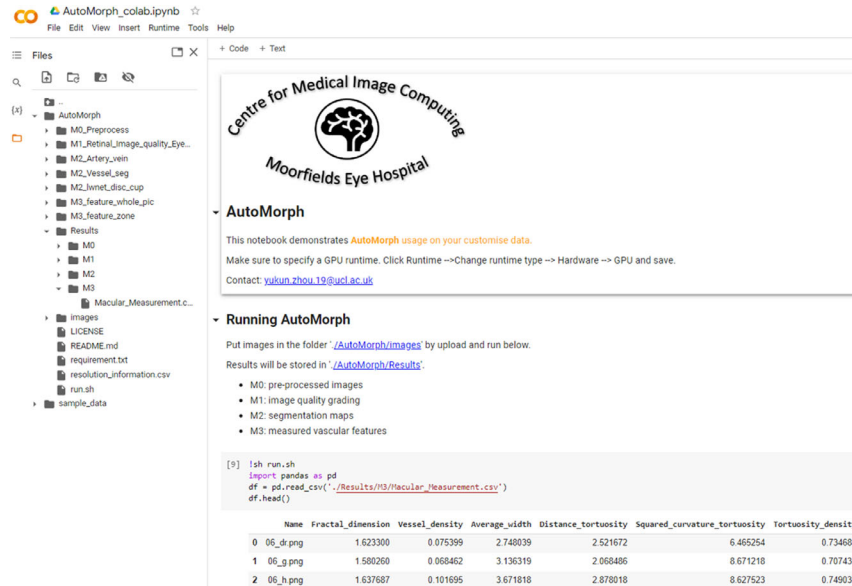 AutoMorph_colab.ipynb
File Edit View Insert Runtime Tools Help
Files
+ Code + Text
{x}
..
AutoMorph
M0_Preprocess
M1_Retinal_Image_quality_Eye...
M2_Artery_vein
M2_Vessel_seg
M2_lwnet_disc_cup
M3_feature_whole_pic
M3_feature_zone
Results
M0
M1
M2
M3
Macular_Measurement.c...
images
LICENSE
README.md
requirement.txt
resolution_information.csv
run.sh
sample_data
Centre for Medical Image Computing
Moorfields Eye Hospital
AutoMorph
This notebook demonstrates AutoMorph usage on your customise data.
Make sure to specify a GPU runtime. Click Runtime -->Change runtime type --> Hardware --> GPU and save.
Contact: yukun.zhou.19@ucl.ac.uk
Running AutoMorph
Put images in the folder './AutoMorph/images' by upload and run below.
Results will be stored in './AutoMorph/Results'.
• M0: pre-processed images
• M1: image quality grading
• M2: segmentation maps
• M3: measured vascular features
[9] !sh run.sh
import pandas as pd
df = pd.read_csv('./Results/M3/Macular_Measurement.csv')
df.head()
Name Fractal_dimension Vessel_density Average_width Distance_tortuosity Squared_curvature_tortuosity Tortuosity_densit
0 06_dr.png 1.623300 0.075399 2.748039 2.521672 6.465254 0.73468
1 06_g.png 1.580260 0.068462 3.136319 2.068486 8.671218 0.70743
2 06_h.png 1.637687 0.101695 3.671818 2.878018 8.627523 0.74903